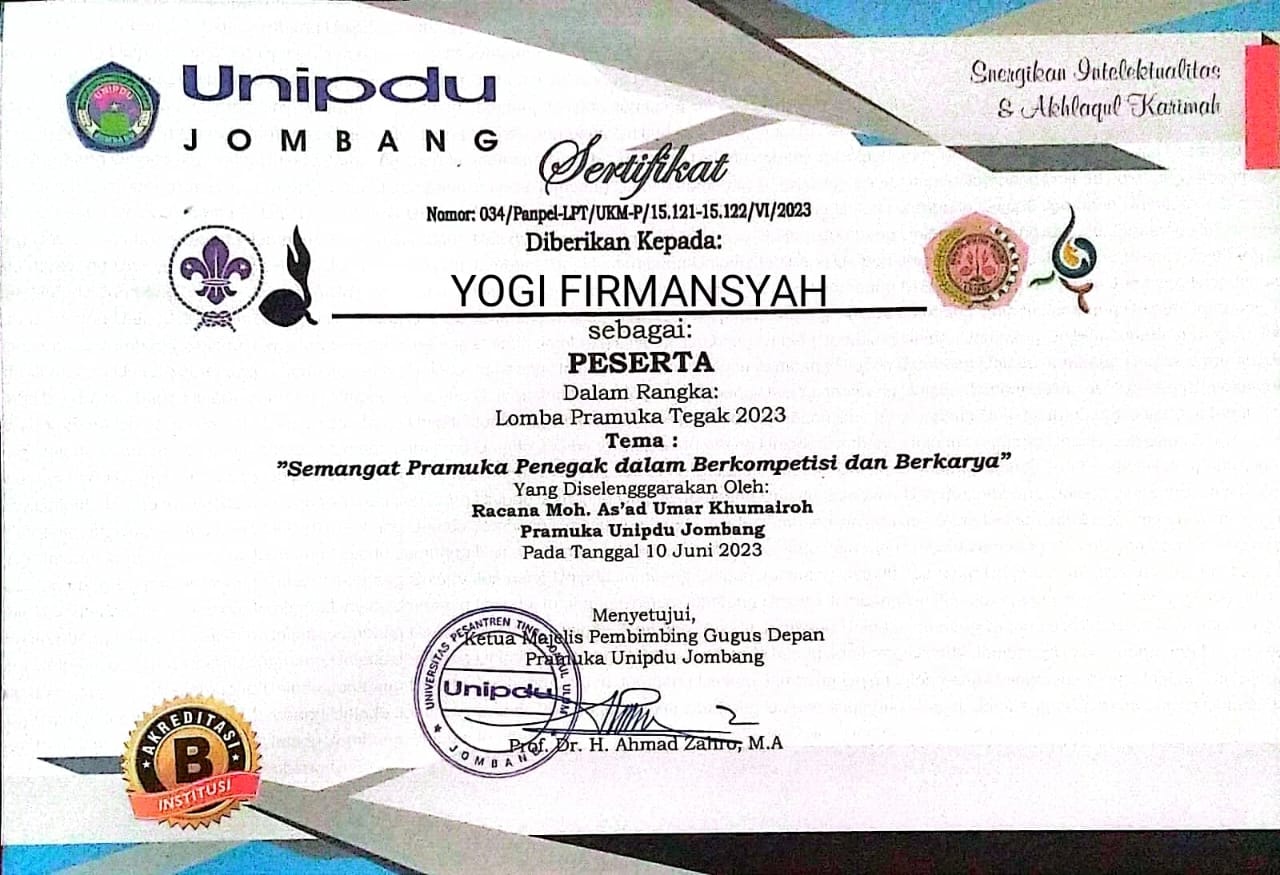 Unipdu
JOMBANG
Snergikan Intelektualitas
& Akhlaqul Karimah
Sertifikat
Nomor: 034/Panpel-LPT/UKM-P/15.121-15.122/VI/2023
Diberikan Kepada:
YOGI FIRMANSYAH
sebagai:
PESERTA
Dalam Rangka:
Lomba Pramuka Tegak 2023
Tema :
"Semangat Pramuka Penegak dalam Berkompetisi dan Berkarya"
Yang Diselengggarakan Oleh:
Racana Moh. As'ad Umar Khumairoh
Pramuka Unipdu Jombang
Pada Tanggal 10 Juni 2023
Menyetujui,
Ketua Majelis Pembimbing Gugus Depan
Pramuka Unipdu Jombang
UNIVERSITAS PESANTREN TINGGI DARUL ULUM
Unipdu
JOMBANG
Prof. Dr. H. Ahmad Zahro, M.A
AKREDITASI
B
INSTITUSI